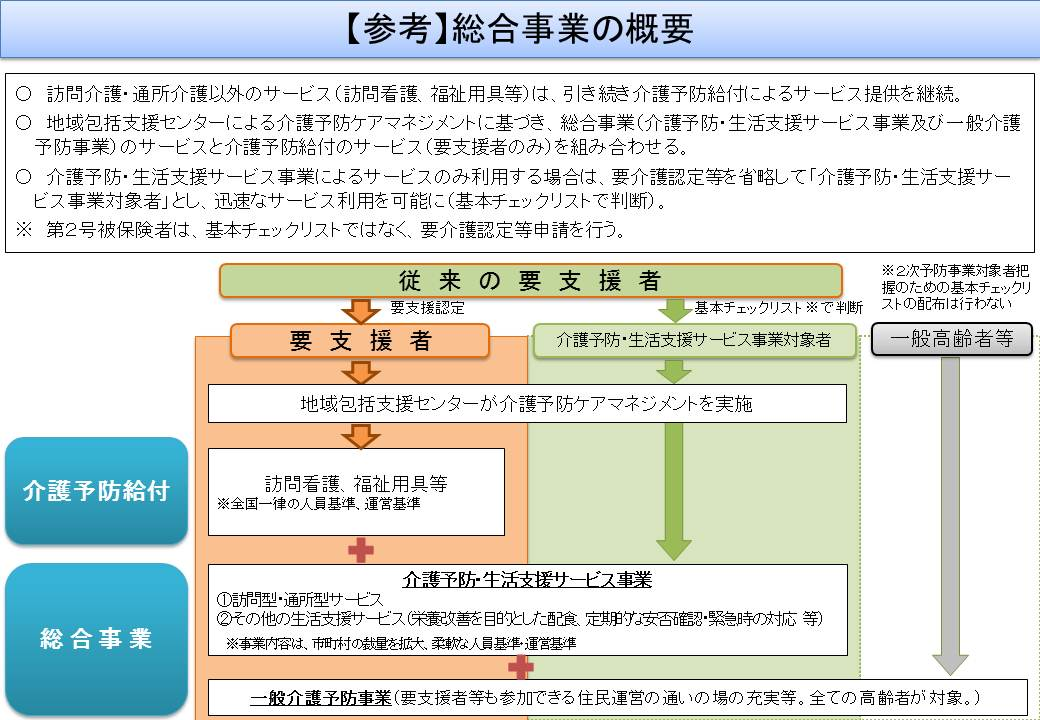 【参考】総合事業の概要
○ 訪問介護・通所介護以外のサービス（訪問看護、福祉用具等）は、引き続き介護予防給付によるサービス提供を継続。
○ 地域包括支援センターによる介護予防ケアマネジメントに基づき、総合事業（介護予防・生活支援サービス事業及び一般介護
予防事業）のサービスと介護予防給付のサービス（要支援者のみ）を組み合わせる。
○ 介護予防・生活支援サービス事業によるサービスのみ利用する場合は、要介護認定等を省略して「介護予防・生活支援サー
ビス事業対象者」とし、迅速なサービス利用を可能に（基本チェックリストで判断）。
※ 第２号被保険者は、基本チェックリストではなく、要介護認定等申請を行う。
従来の要支援者
※２次予防事業対象者把
握のための基本チェックリ
ストの配布は行わない
要支援認定
基本チェックリスト※で判断
要支援者
介護予防・生活支援サービス事業対象者
一般高齢者等
地域包括支援センターが介護予防ケアマネジメントを実施
介護予防給付
訪問看護、福祉用具等
※全国一律の人員基準、運営基準
総合事業
介護予防・生活支援サービス事業
①訪問型・通所型サービス
②その他の生活支援サービス（栄養改善を目的とした配食、定期的な安否確認・緊急時の対応 等）
※事業内容は、市町村の裁量を拡大、柔軟な人員基準・運営基準
一般介護予防事業（要支援者等も参加できる住民運営の通いの場の充実等。全ての高齢者が対象。）